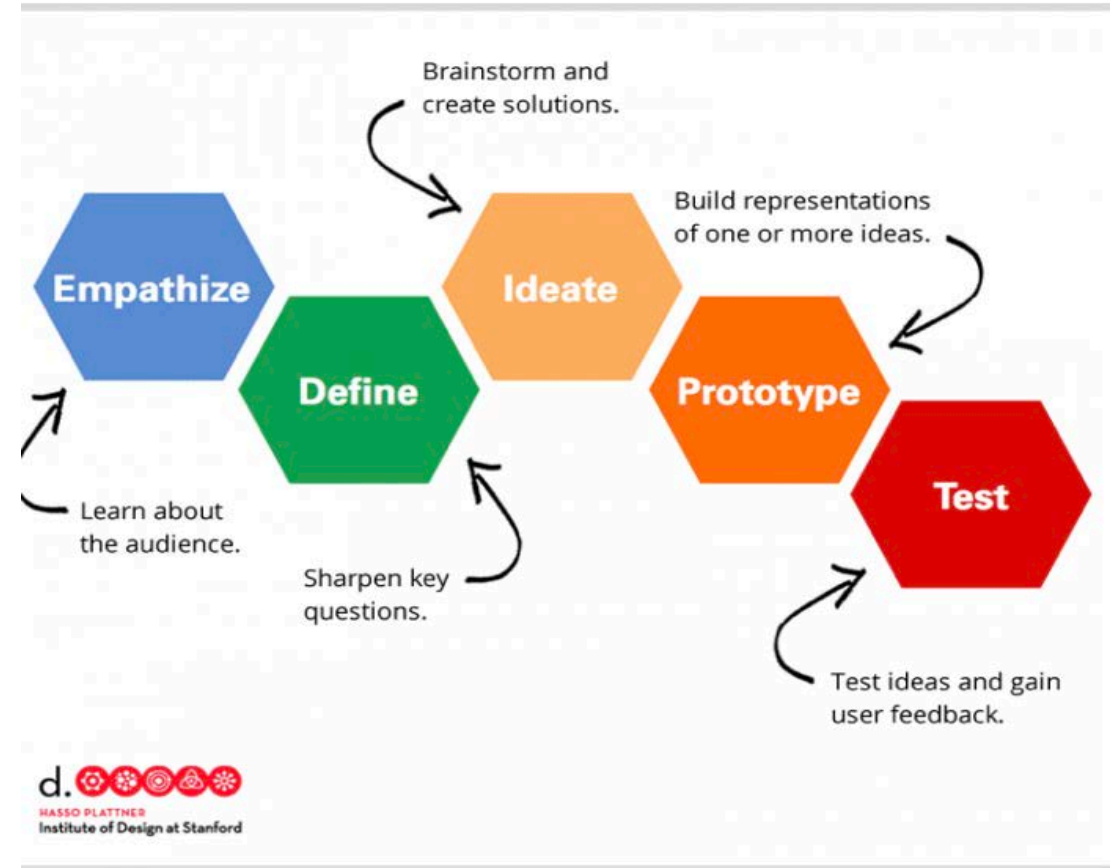 Brainstorm and
create solutions.
Build representations
of one or more ideas.
Empathize
Ideate
Define
Prototype
Test
Learn about
the audience.
Sharpen key
questions.
Test ideas and gain
user feedback.
d.
HASSO PLATTNER
Institute of Design at Stanford